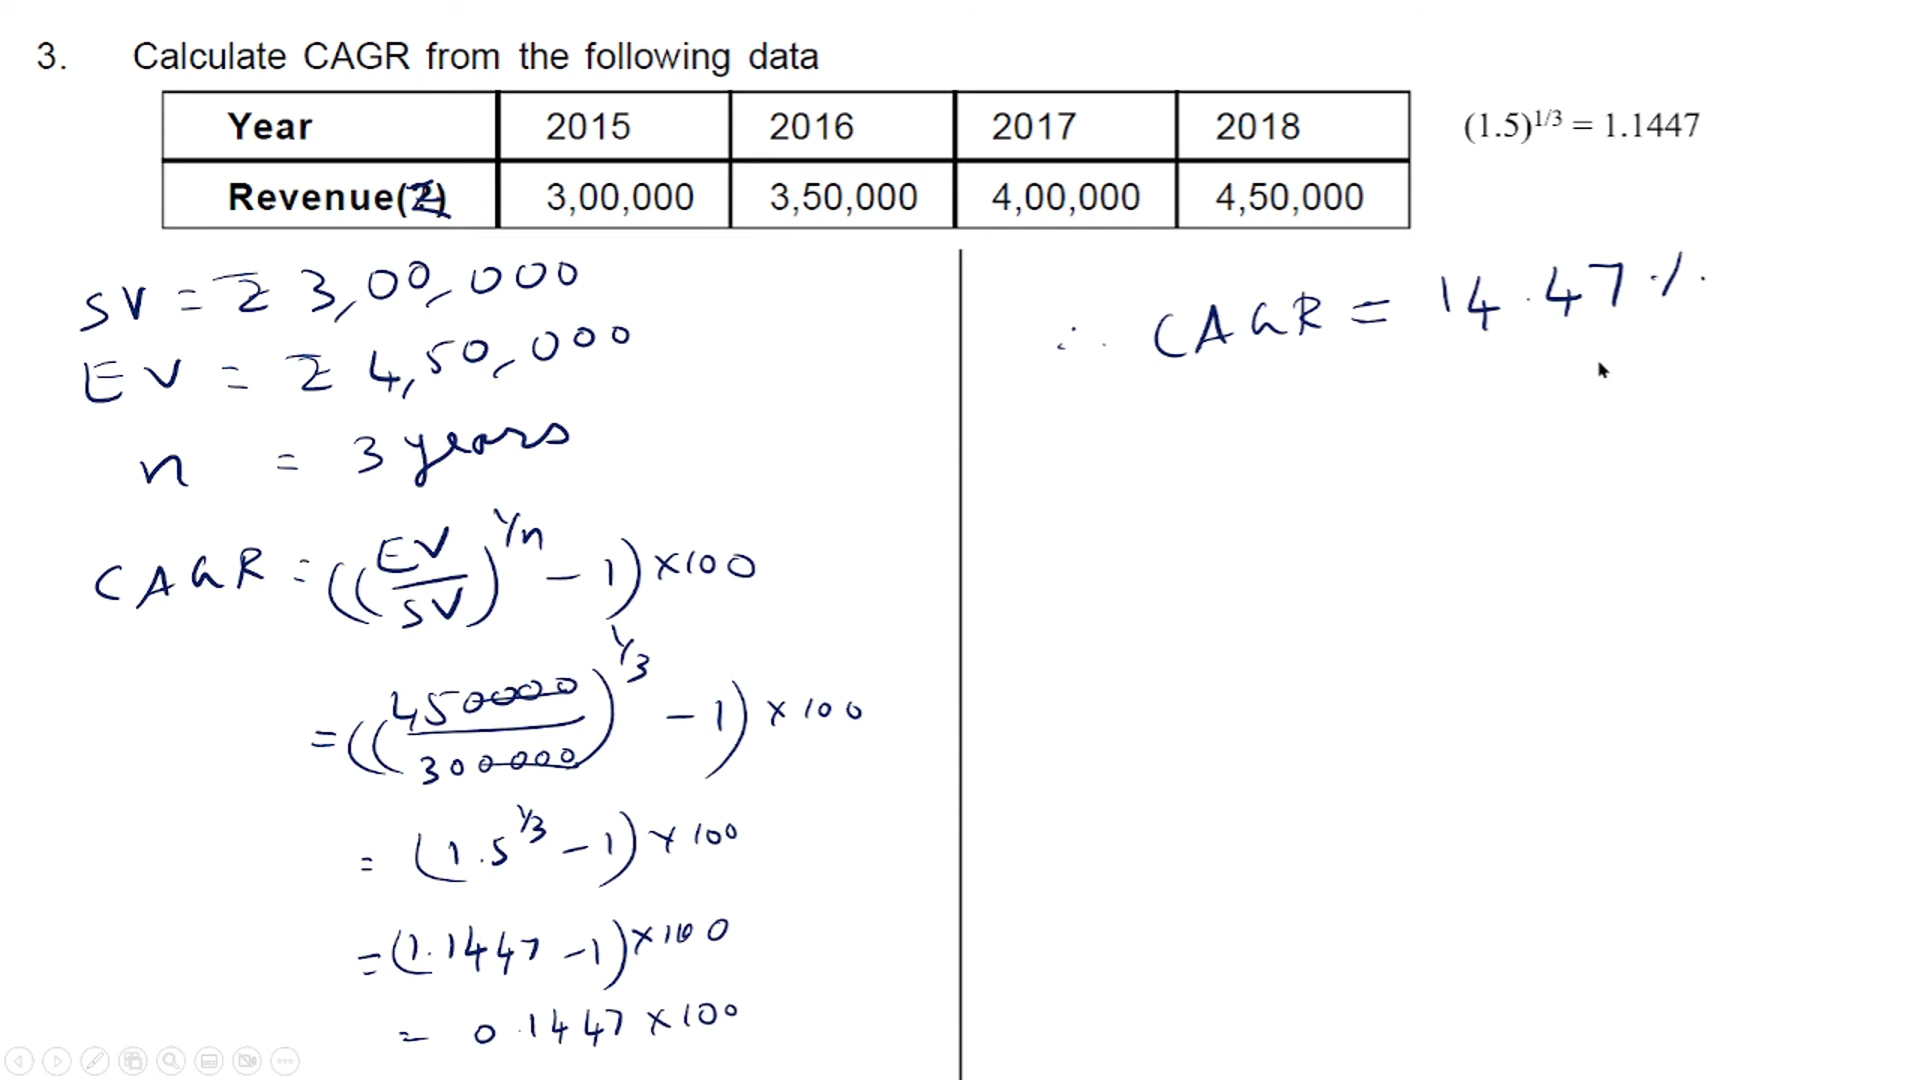 3. Calculate CAGR from the following data
Year 2015 2016 2017 2018
(1.5)^1/3 = 1.1447
Revenue(₹) 3,00,000 3,50,000 4,00,000 4,50,000
SV = ₹ 3,00,000
EV = ₹ 4,50,000
n = 3 years
CAGR = ((EV/SV)^1/n - 1) × 100
= ((450000/300000)^1/3 - 1) × 100
= (1.5^1/3 - 1) × 100
= (1.1447 - 1) × 100
= 0.1447 × 100
∴ CAGR = 14.47%